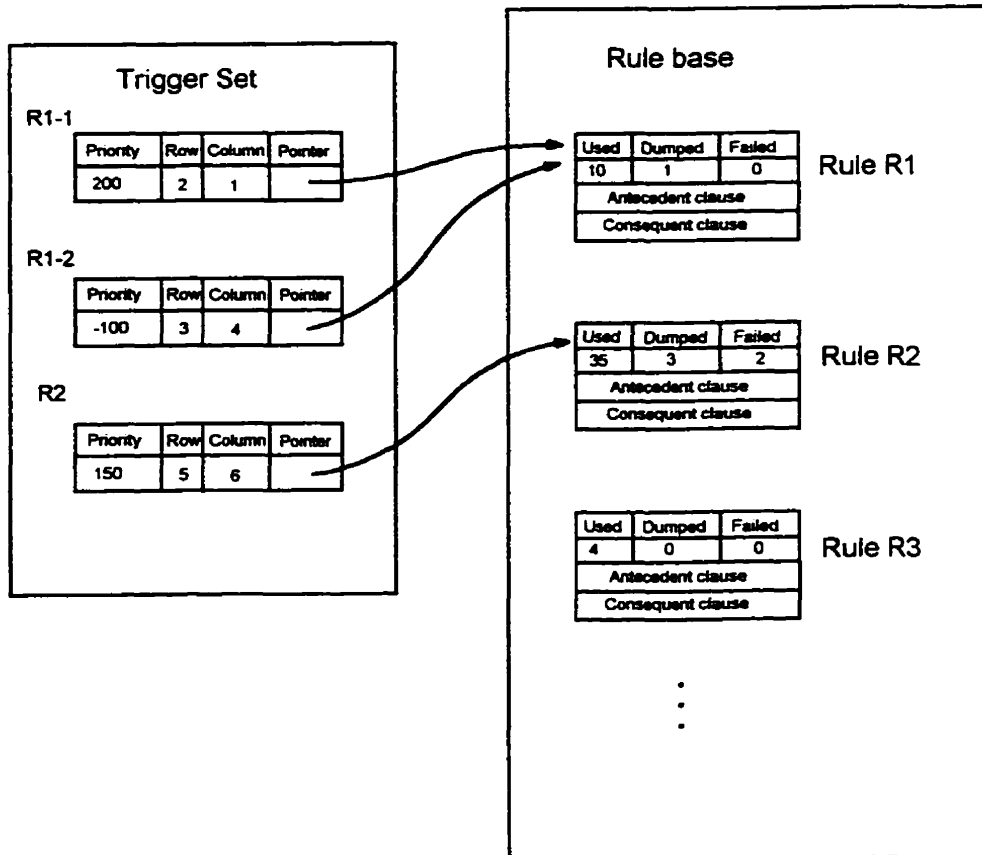 Trigger Set
R1-1
Priority Row Column Pointer
200 2 1
R1-2
Priority Row Column Pointer
-100 3 4
R2
Priority Row Column Pointer
150 5 6
Rule base
Used Dumped Failed
10 1 0
Antecedent clause
Consequent clause
Rule R1
Used Dumped Failed
35 3 2
Antecedent clause
Consequent clause
Rule R2
Used Dumped Failed
4 0 0
Antecedent clause
Consequent clause
Rule R3